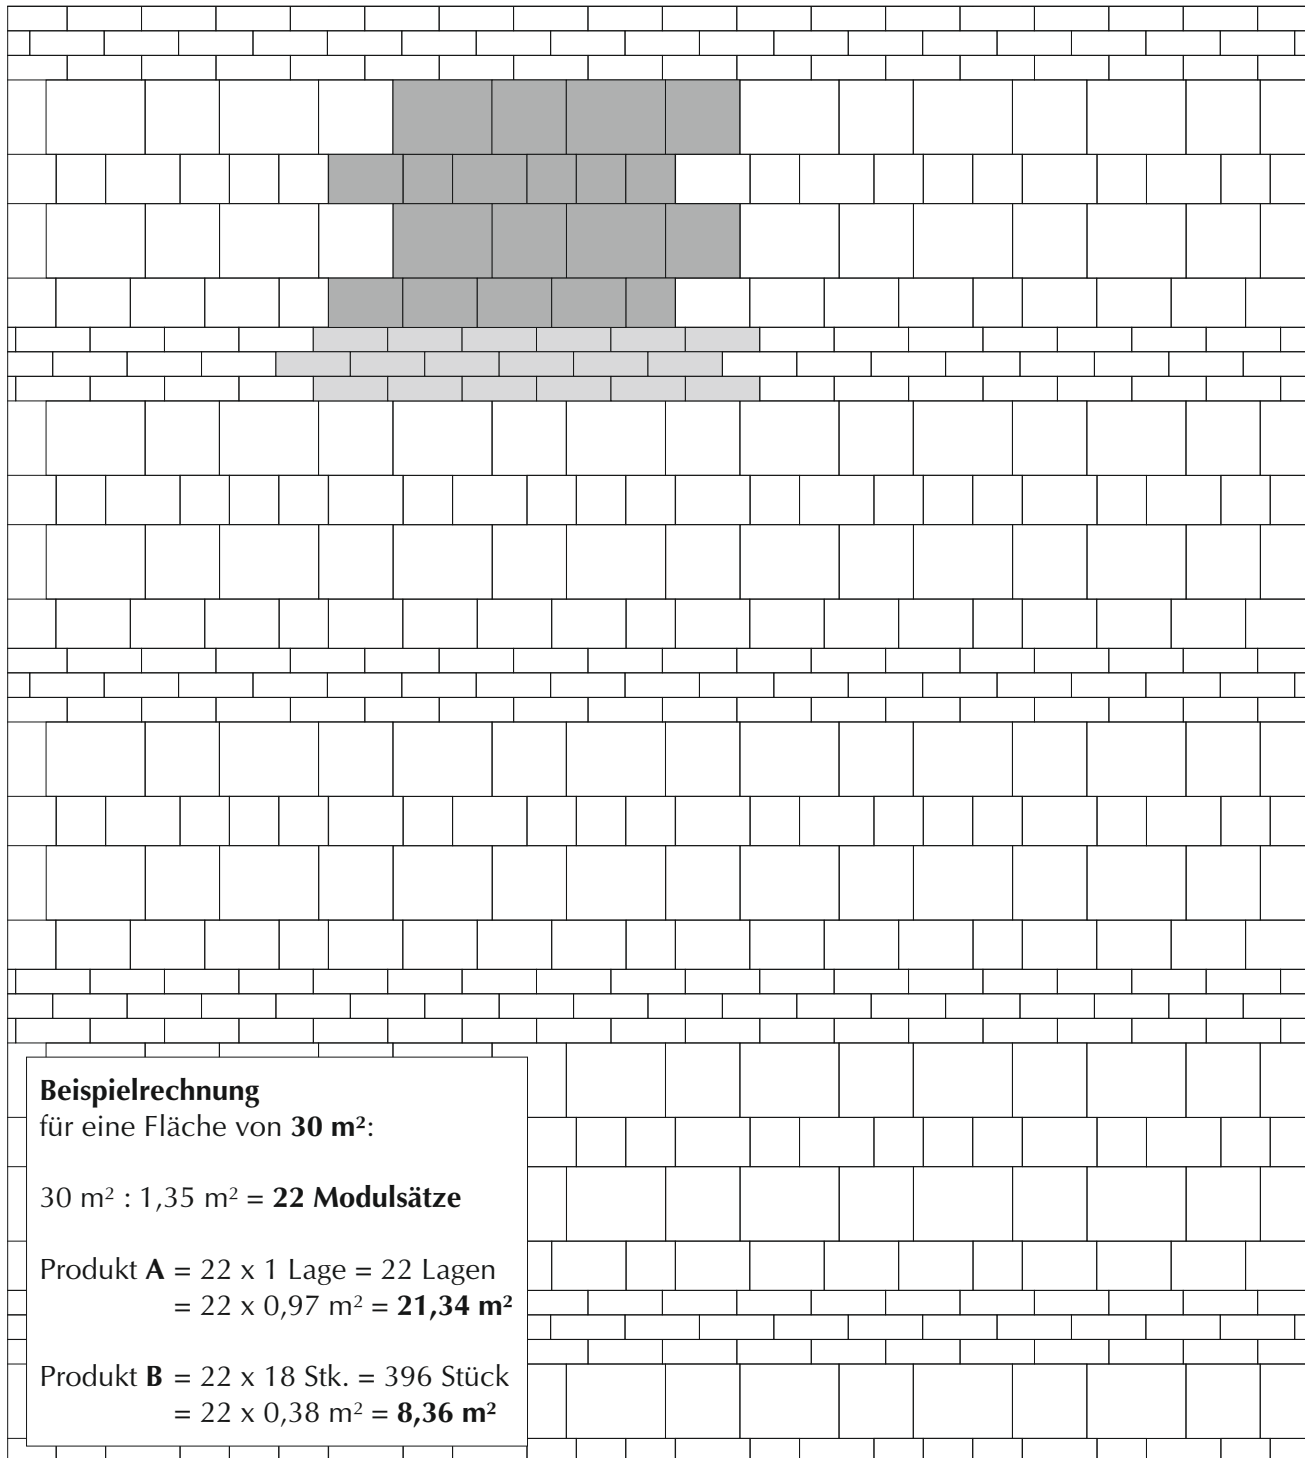 Beispielrechnung
für eine Fläche von 30 m²:
30 m² : 1,35 m² = 22 Modulsätze
Produkt A = 22 x 1 Lage = 22 Lagen
= 22 x 0,97 m² = 21,34 m²
Produkt B = 22 x 18 Stk. = 396 Stück
= 22 x 0,38 m² = 8,36 m²